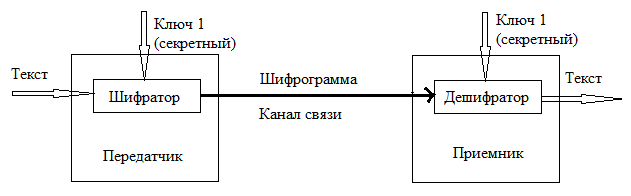 Ключ 1
(секретный)
Ключ 1
(секретный)
Текст
Шифратор
Шифрограмма
Канал связи
Дешифратор
Текст
Передатчик
Приемник